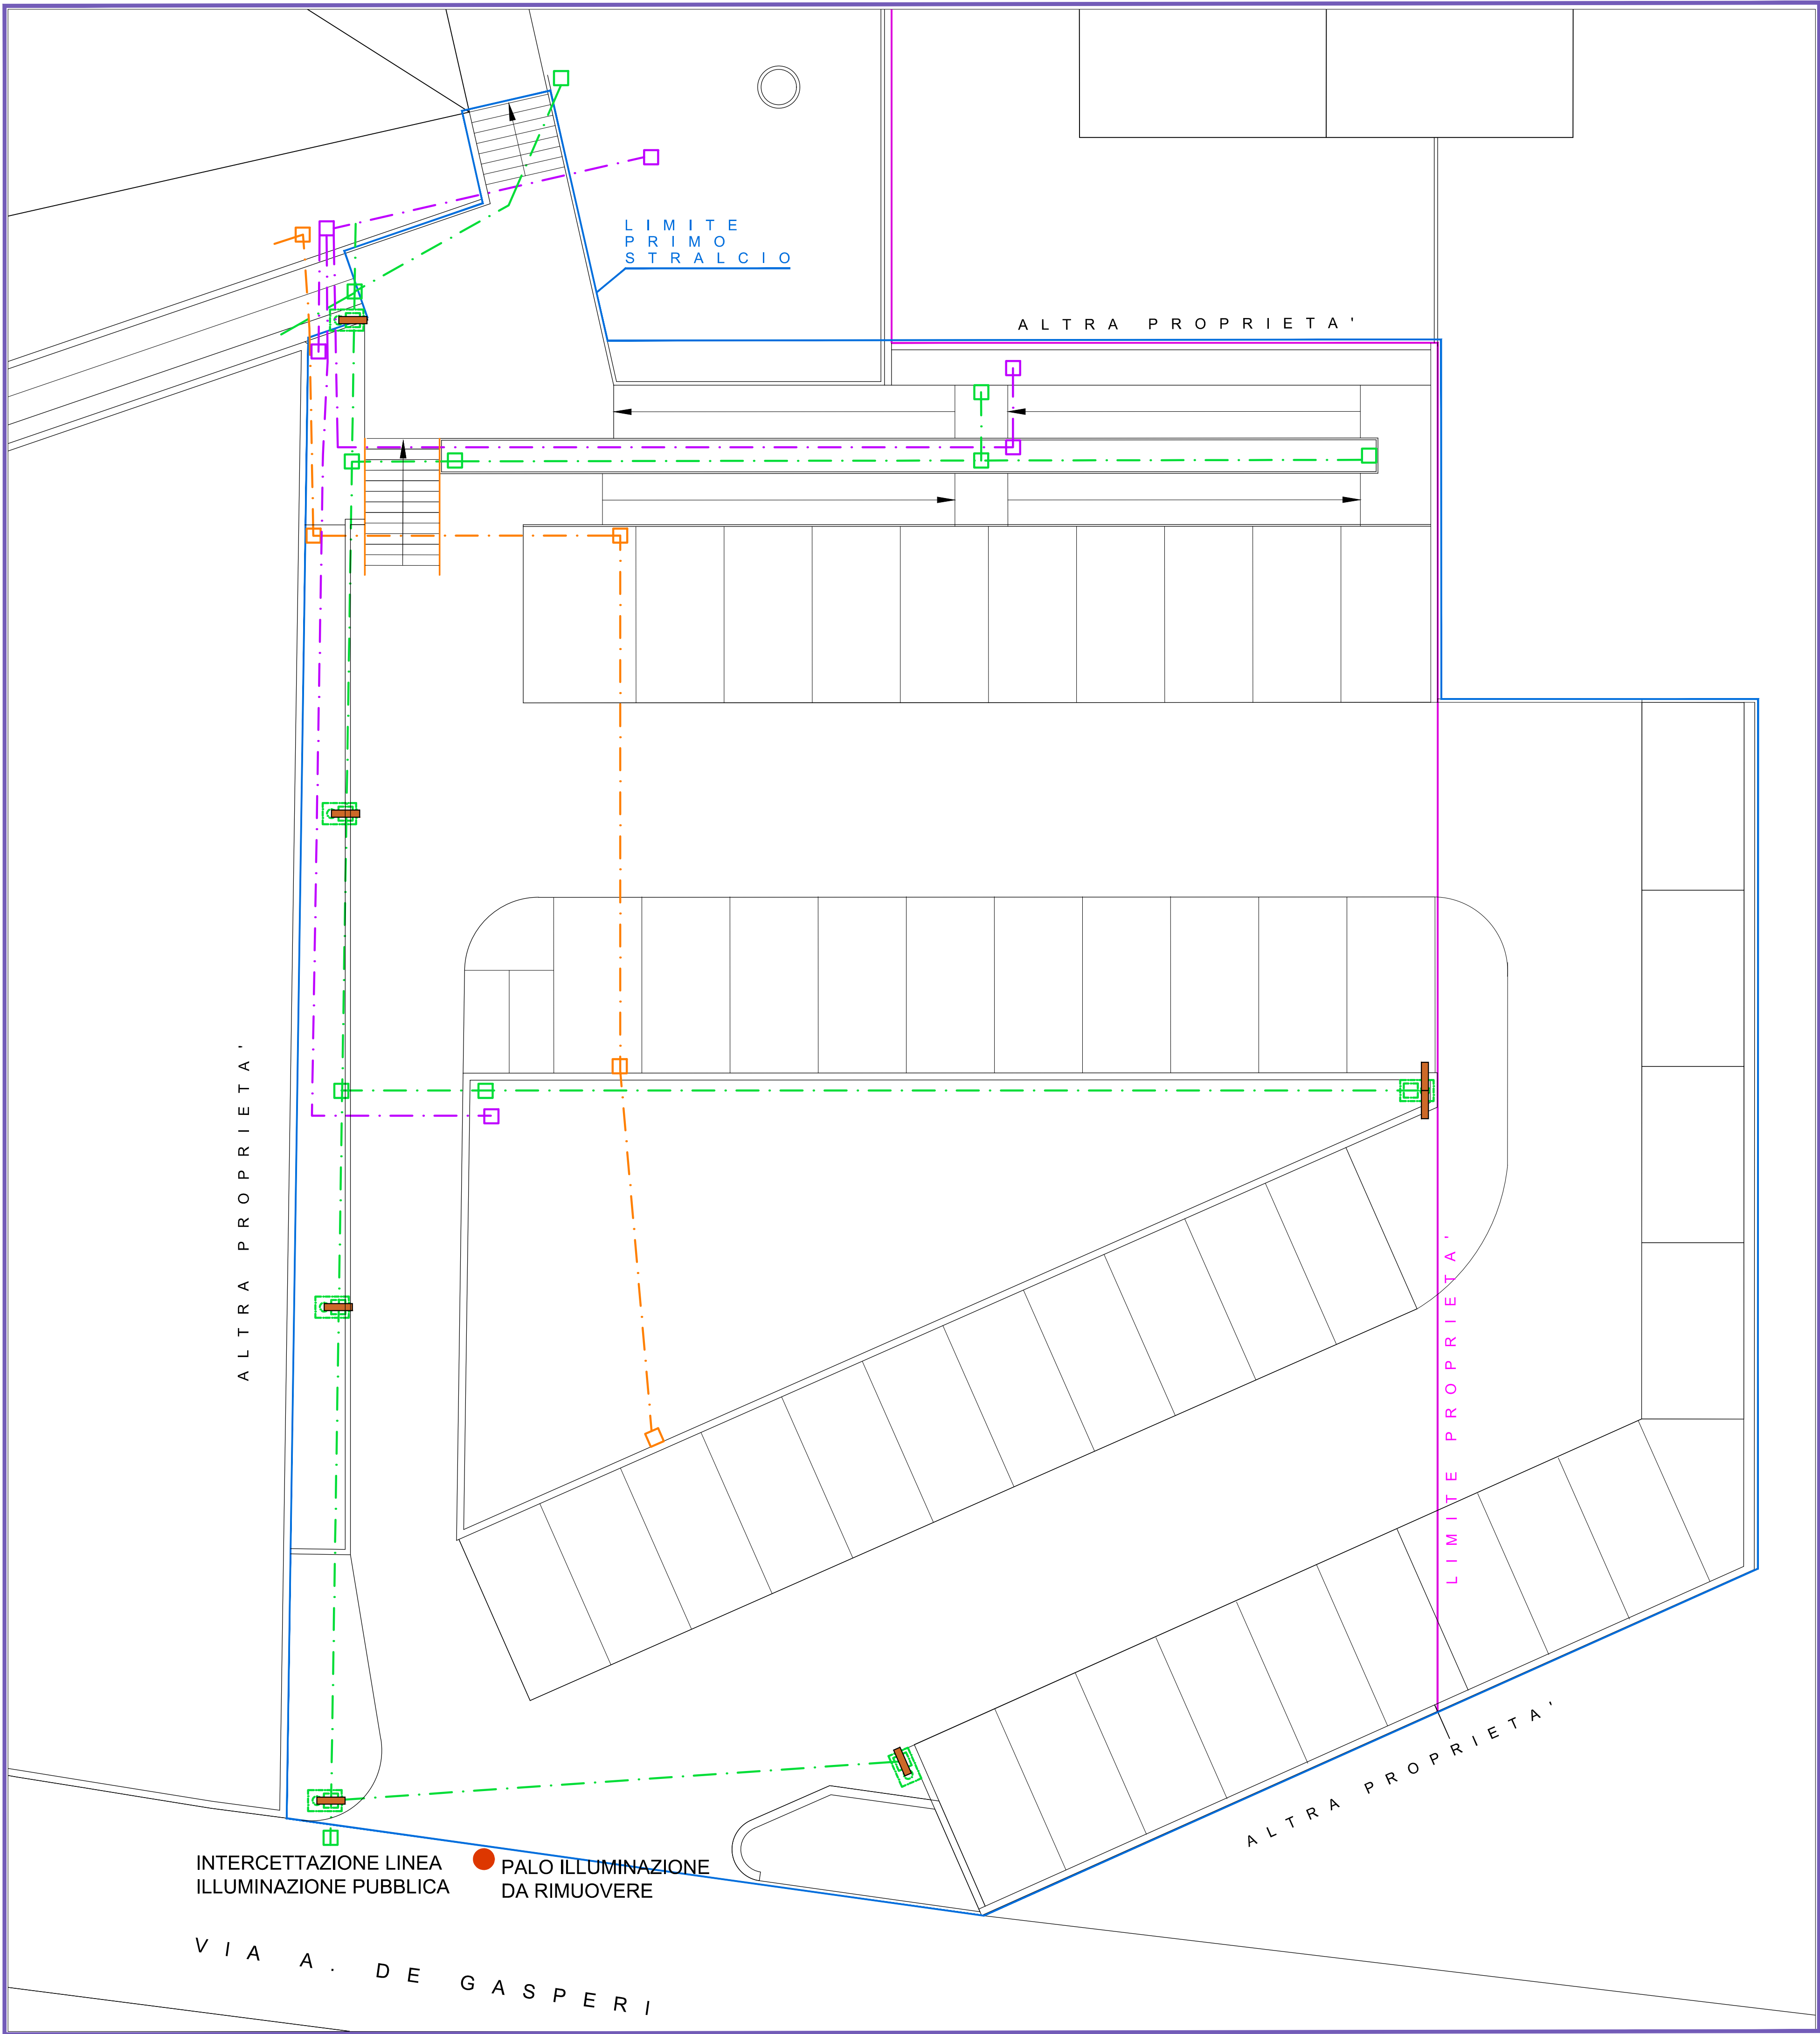 LIMITE
PRIMO
STRALCIO
ALTRA PROPRIETA'
ALTRA PROPRIETA'
LIMITE PROPRIETA'
ALTRA PROPRIETA'
INTERCETTAZIONE LINEA
ILLUMINAZIONE PUBBLICA
PALO ILLUMINAZIONE
DA RIMUOVERE
VIA A. DE GASPERI